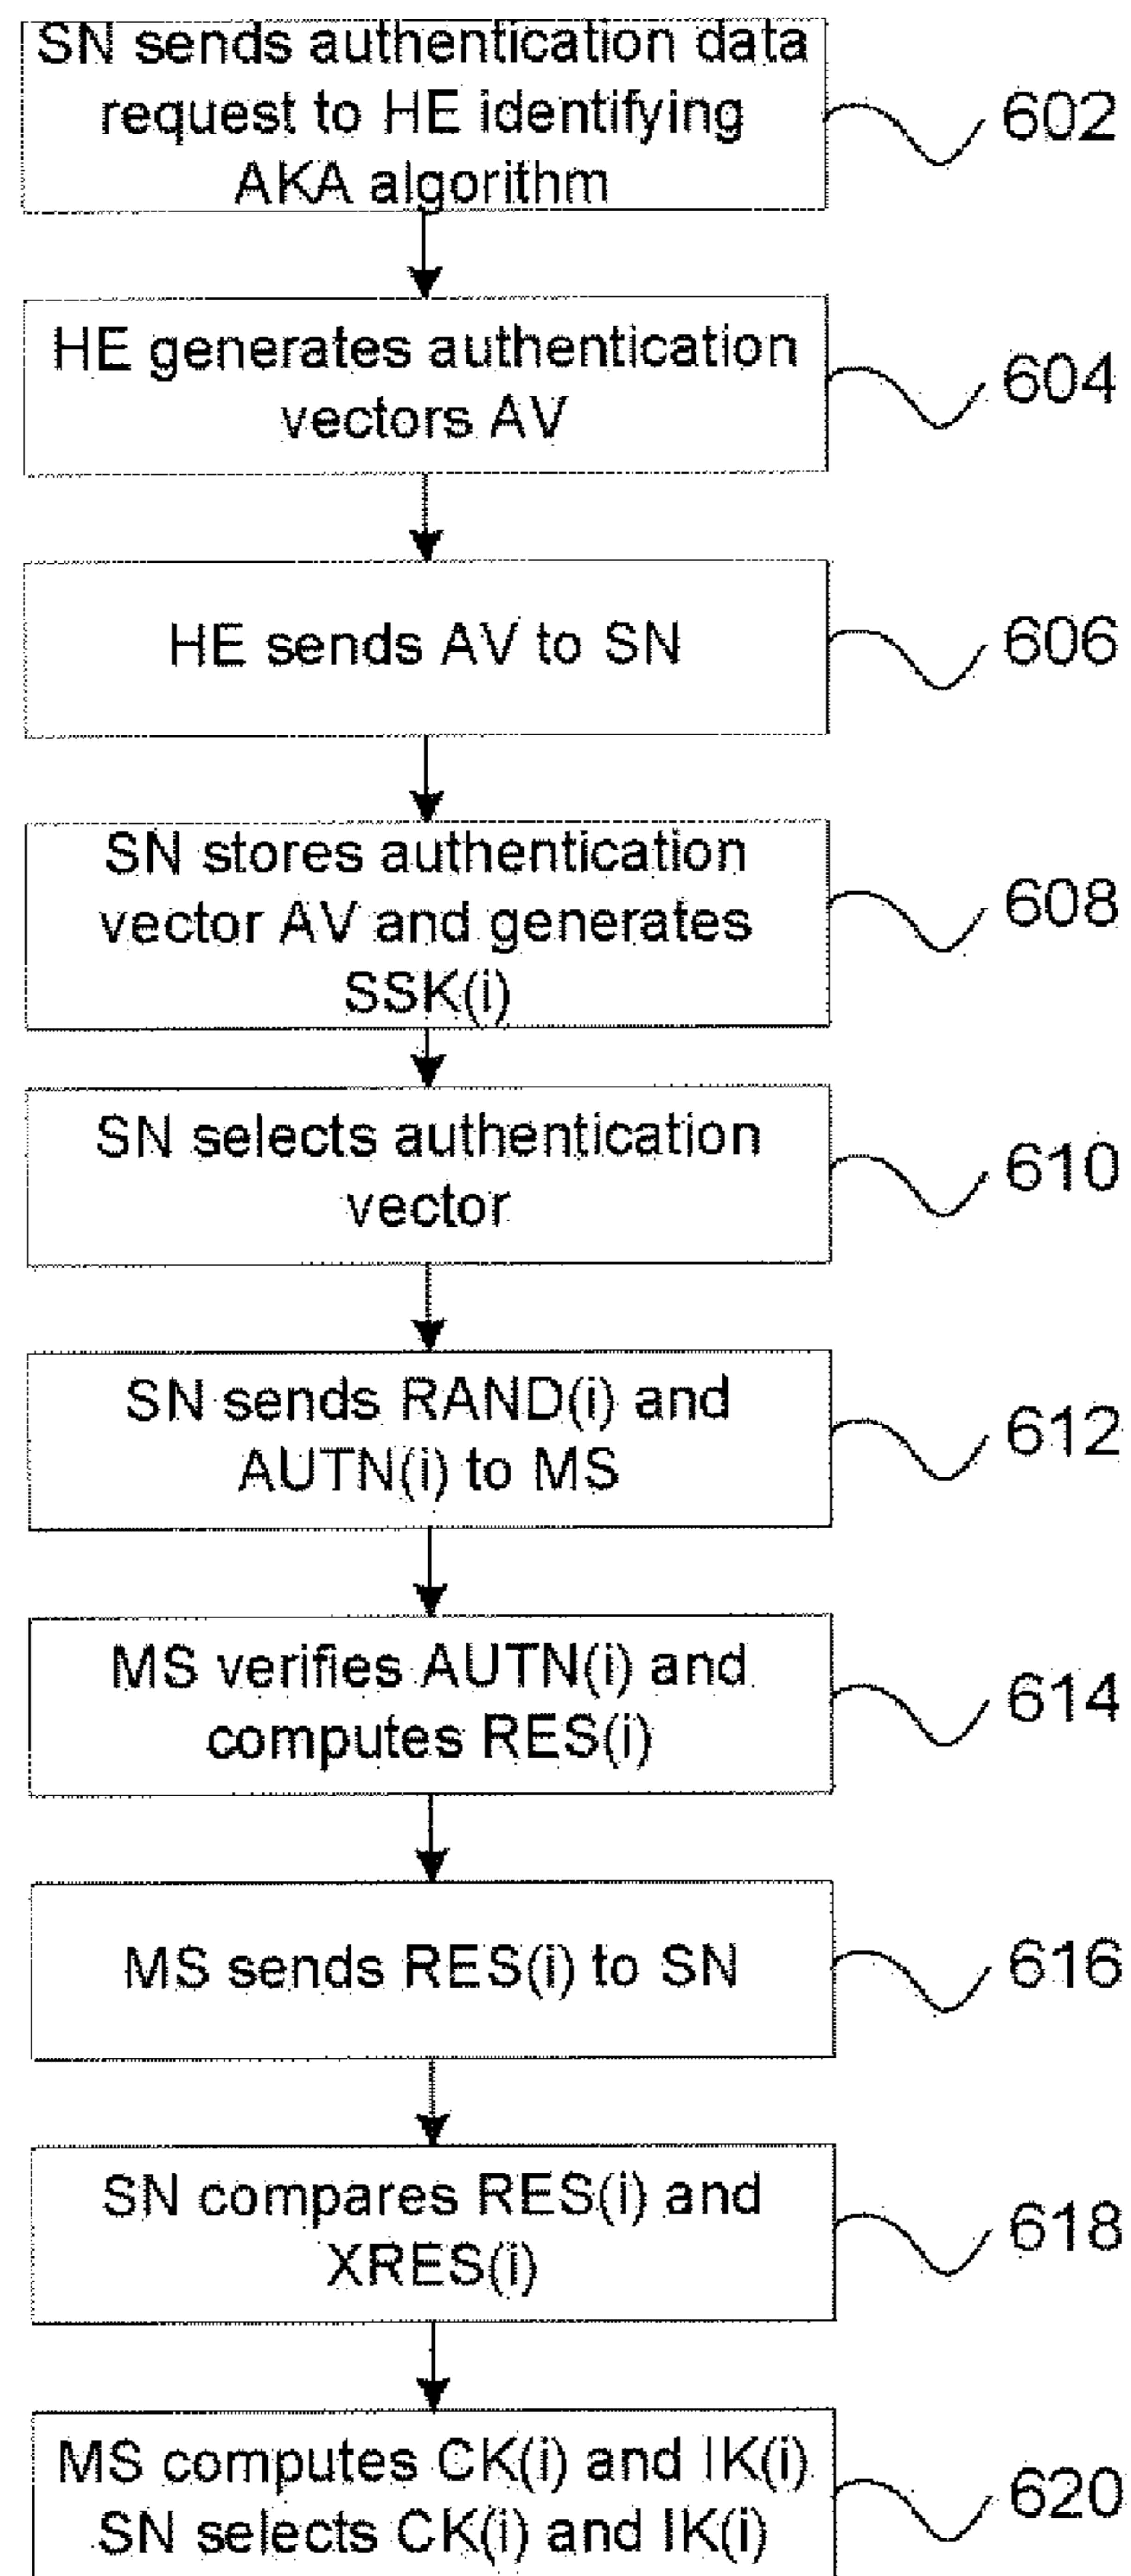 SN sends authentication data
request to HE identifying
AKA algorithm
602
HE generates authentication
vectors AV
604
HE sends AV to SN
606
SN stores authentication
vector AV and generates
SSK(i)
608
SN selects authentication
vector
610
SN sends RAND(i) and
AUTN(i) to MS
612
MS verifies AUTN(i) and
computes RES(i)
614
MS sends RES(i) to SN
616
SN compares RES(i) and
XRES(i)
618
MS computes CK(i) and IK(i)
SN selects CK(i) and IK(i)
620